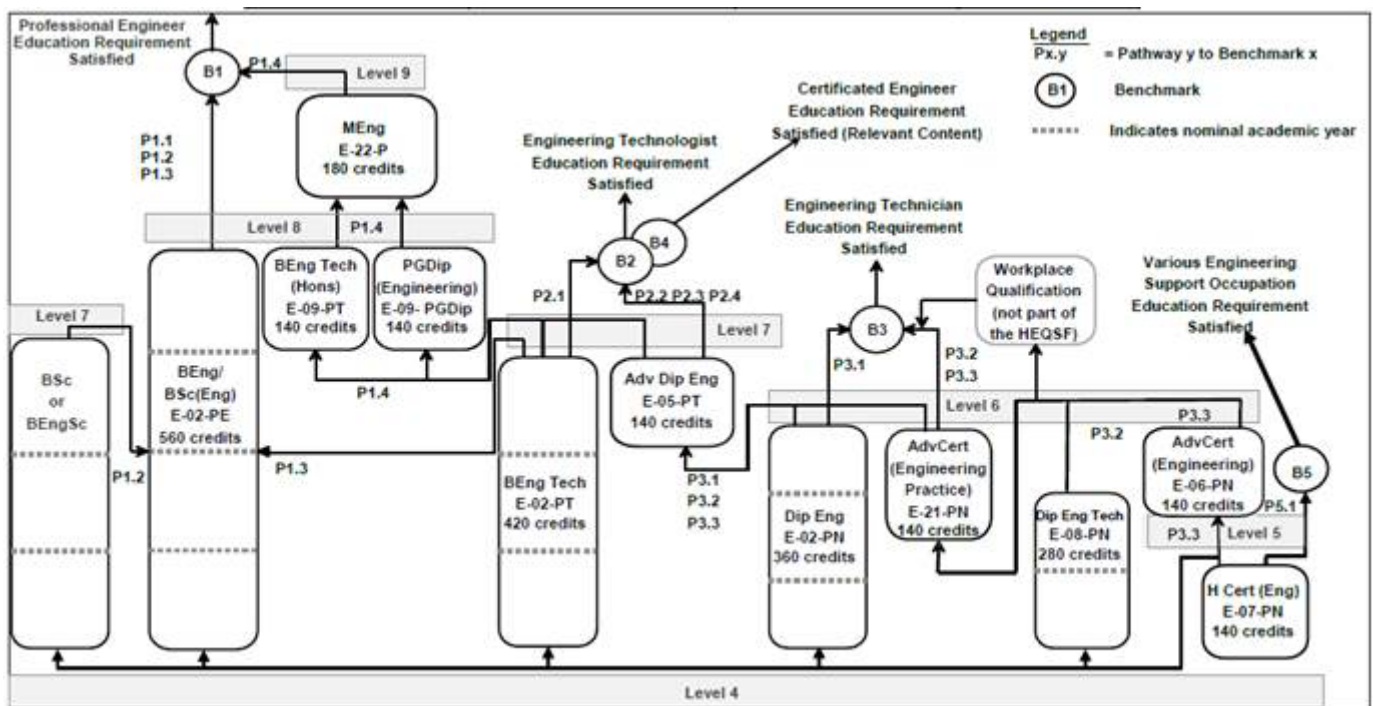 Professional Engineer
Education Requirement
Satisfied
B1
P1.4
Level 9
MEng
E-22-P
180 credits
P1.1
P1.2
P1.3
Level 8
P1.4
BEng Tech
(Hons)
E-09-PT
140 credits
PGDip
(Engineering)
E-09- PGDip
140 credits
Level 7
BSc
or
BEngSc
BEng/
BSc(Eng)
E-02-PE
560 credits
P1.2
P1.3
P1.4
Engineering Technologist
Education Requirement
Satisfied
Certificated Engineer
Education Requirement
Satisfied (Relevant Content)
B2
B4
P2.1
P2.2 P2.3 P2.4
Level 7
BEng Tech
E-02-PT
420 credits
Adv Dip Eng
E-05-PT
140 credits
P3.1
P3.2
P3.3
Engineering Technician
Education Requirement
Satisfied
B3
P3.1
P3.2
P3.3
Workplace
Qualification
(not part of
the HEQSF)
Level 6
Dip Eng
E-02-PN
360 credits
AdvCert
(Engineering
Practice)
E-21-PN
140 credits
P3.2
Dip Eng Tech
E-08-PN
280 credits
P3.3
AdvCert
(Engineering)
E-06-PN
140 credits
Various Engineering
Support Occupation
Education Requirement
Satisfied
B5
P5.1
P3.3
Level 5
H Cert (Eng)
E-07-PN
140 credits
Level 4
Legend
Px.y = Pathway y to Benchmark x
B1 Benchmark
Indicates nominal academic year